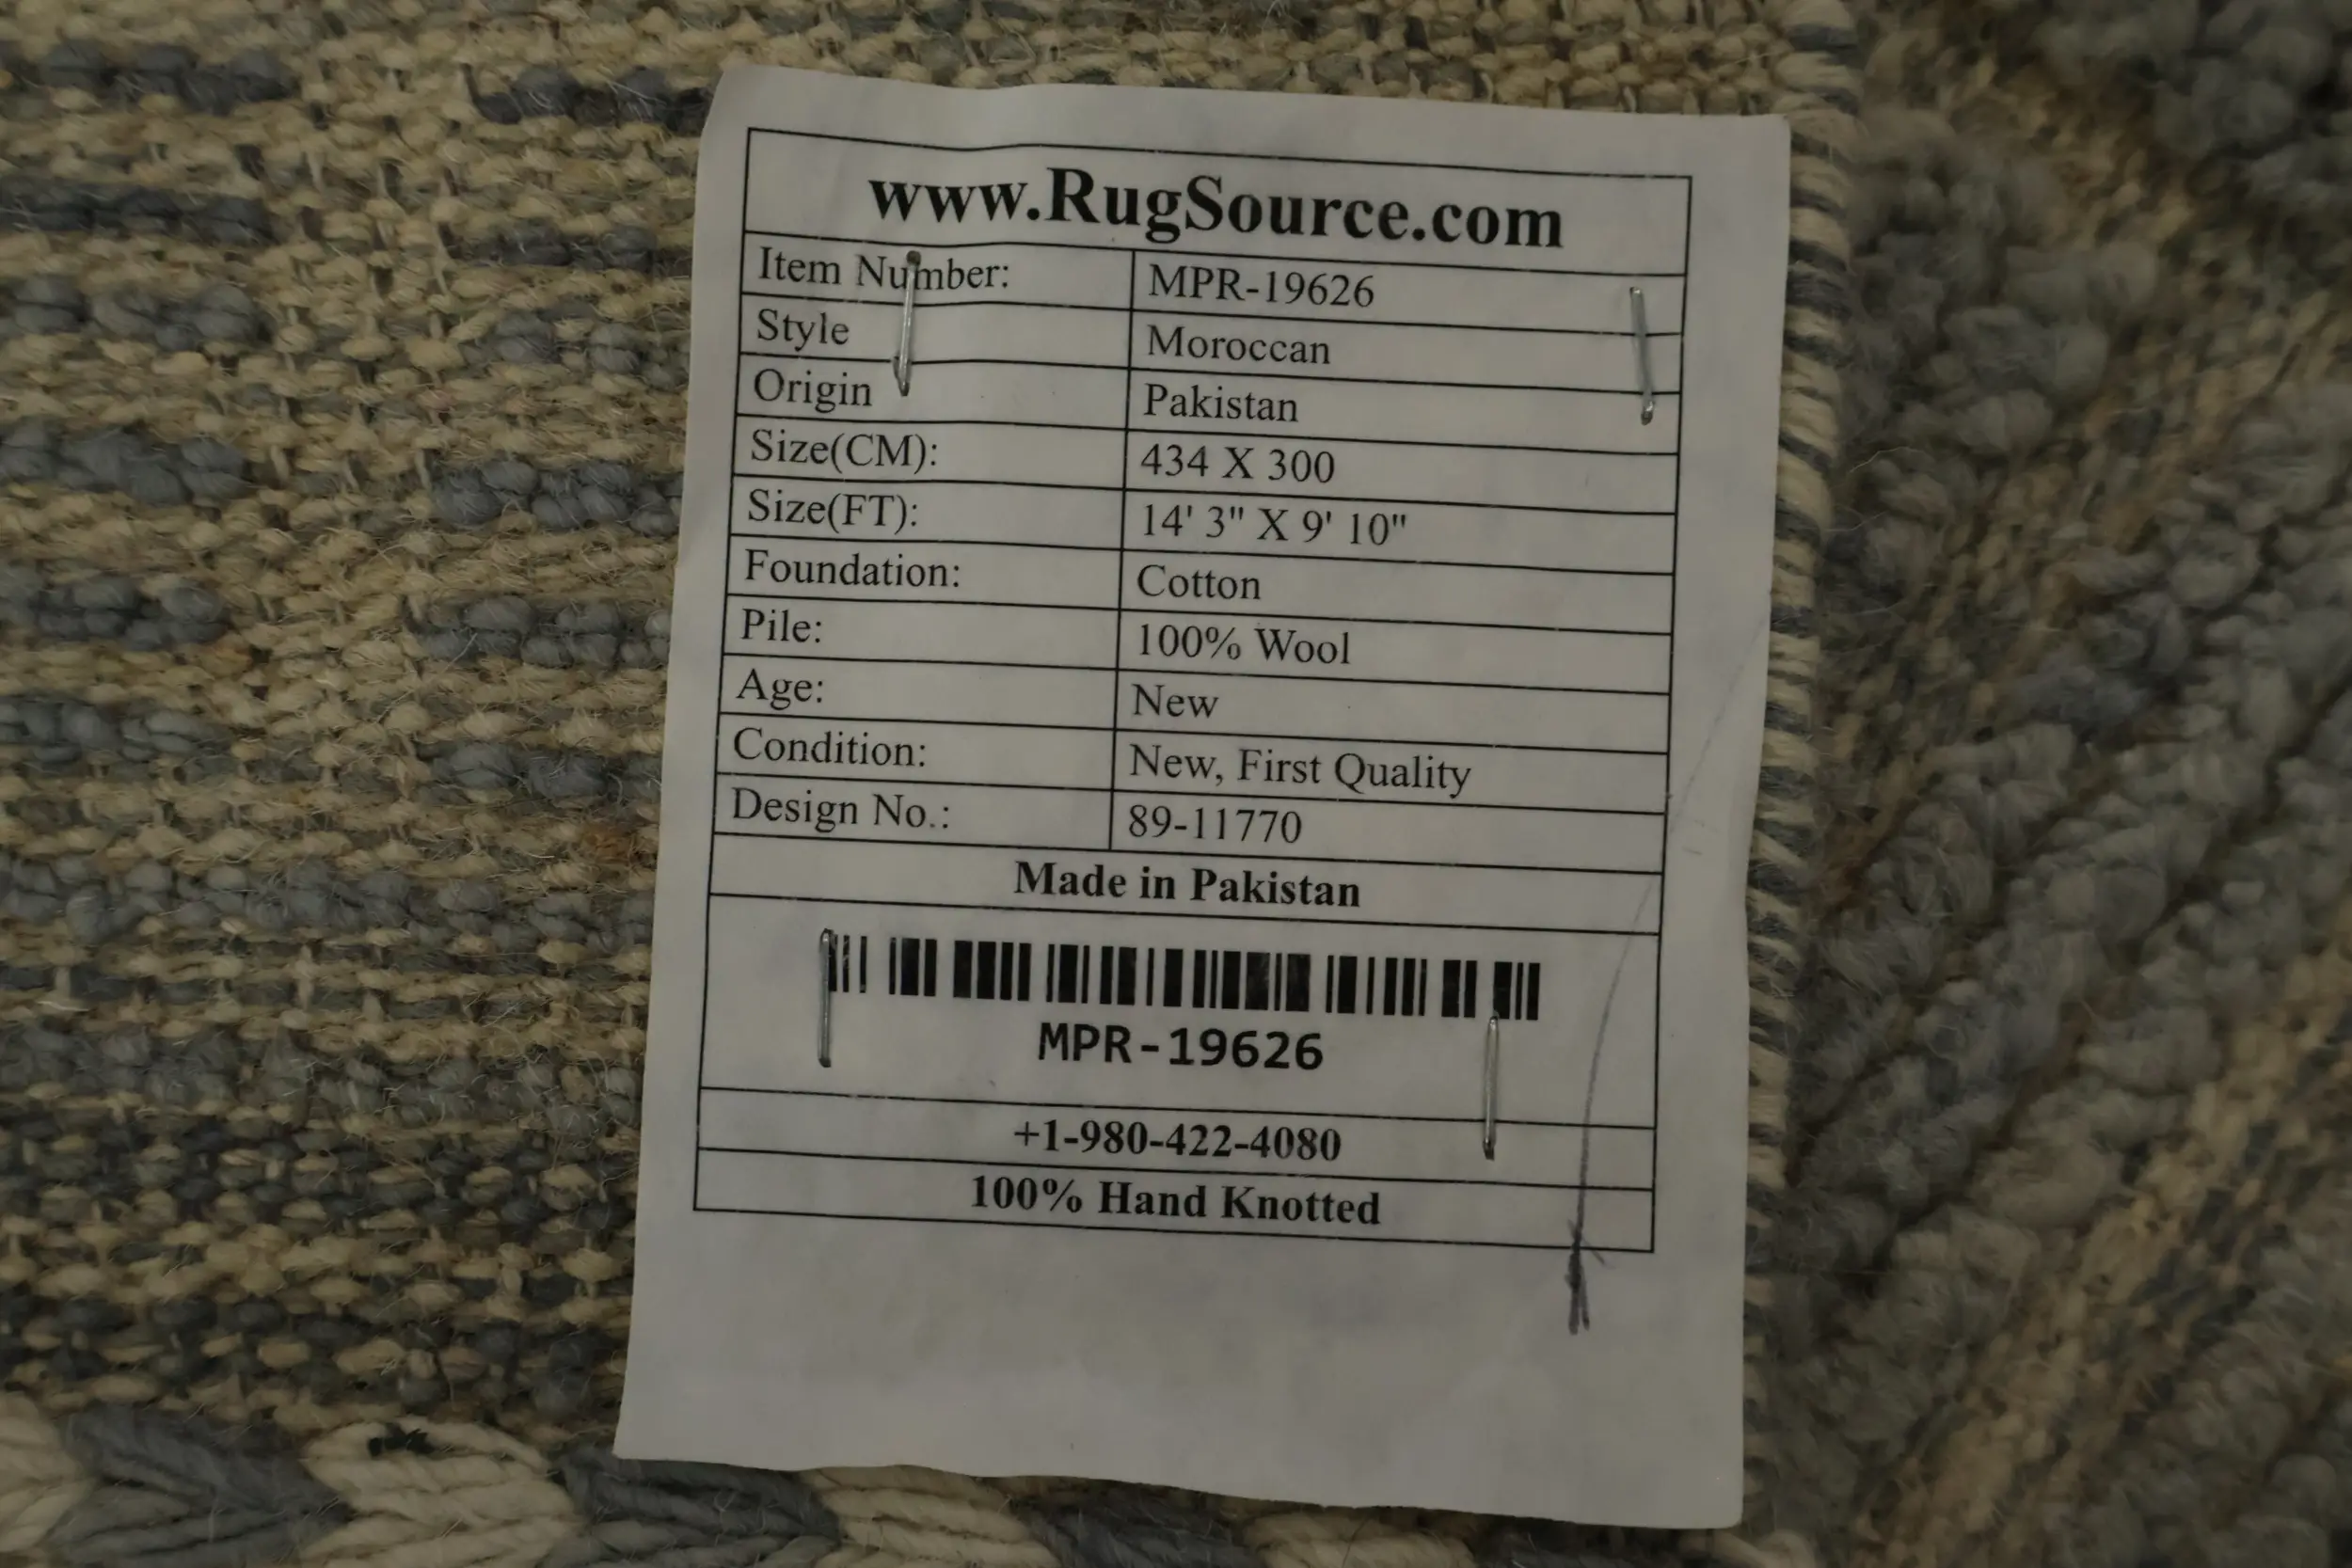 www.RugSource.com
Item Number: MPR-19626
Style Moroccan
Origin Pakistan
Size(CM): 434 X 300
Size(FT): 14' 3" X 9' 10"
Foundation: Cotton
Pile: 100% Wool
Age: New
Condition: New, First Quality
Design No.: 89-11770
Made in Pakistan
MPR-19626
+1-980-422-4080
100% Hand Knotted